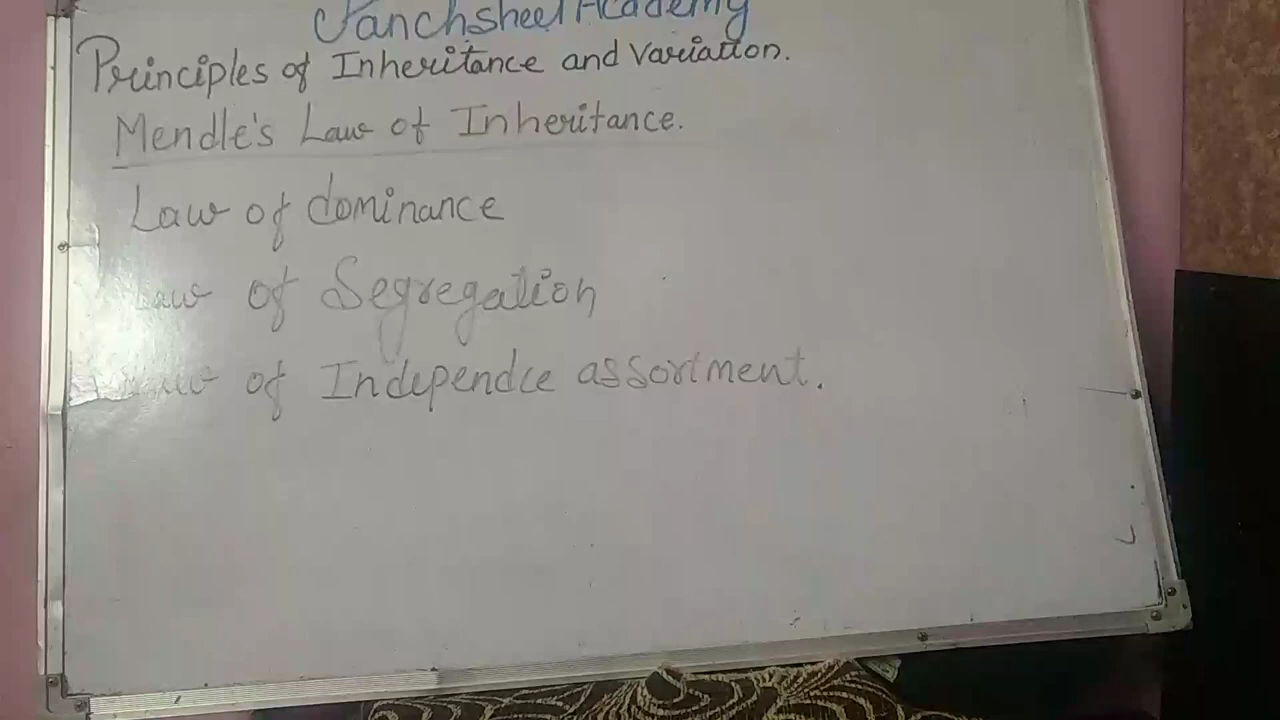 Panchsheel Academy
Principles of Inheritance and Variation.
Mendle's Law of Inheritance.
Law of dominance
Law of Segregation
Law of Independce assortment.